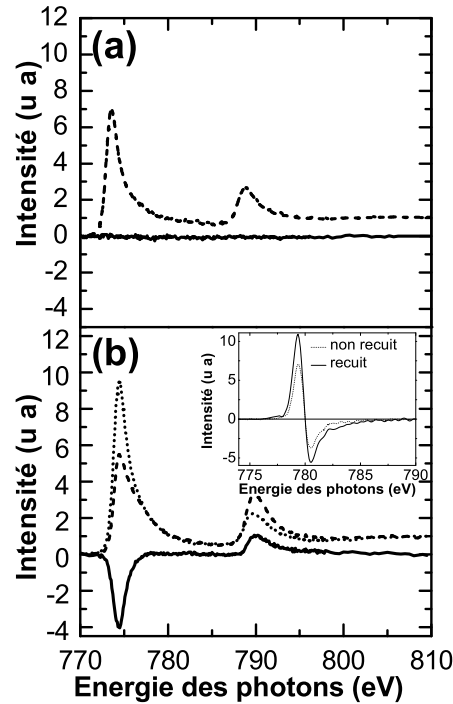 12
(a)
10
8
6
4
2
0
-2
-4
Intensité (u a)
12
(b)
10
8
6
4
2
0
-2
-4
Intensité (u a)
10
5
0
-5
Intensité (u a)
non recuit
recuit
775 780 785 790
Energie des photons (eV)
770 780 790 800 810
Energie des photons (eV)